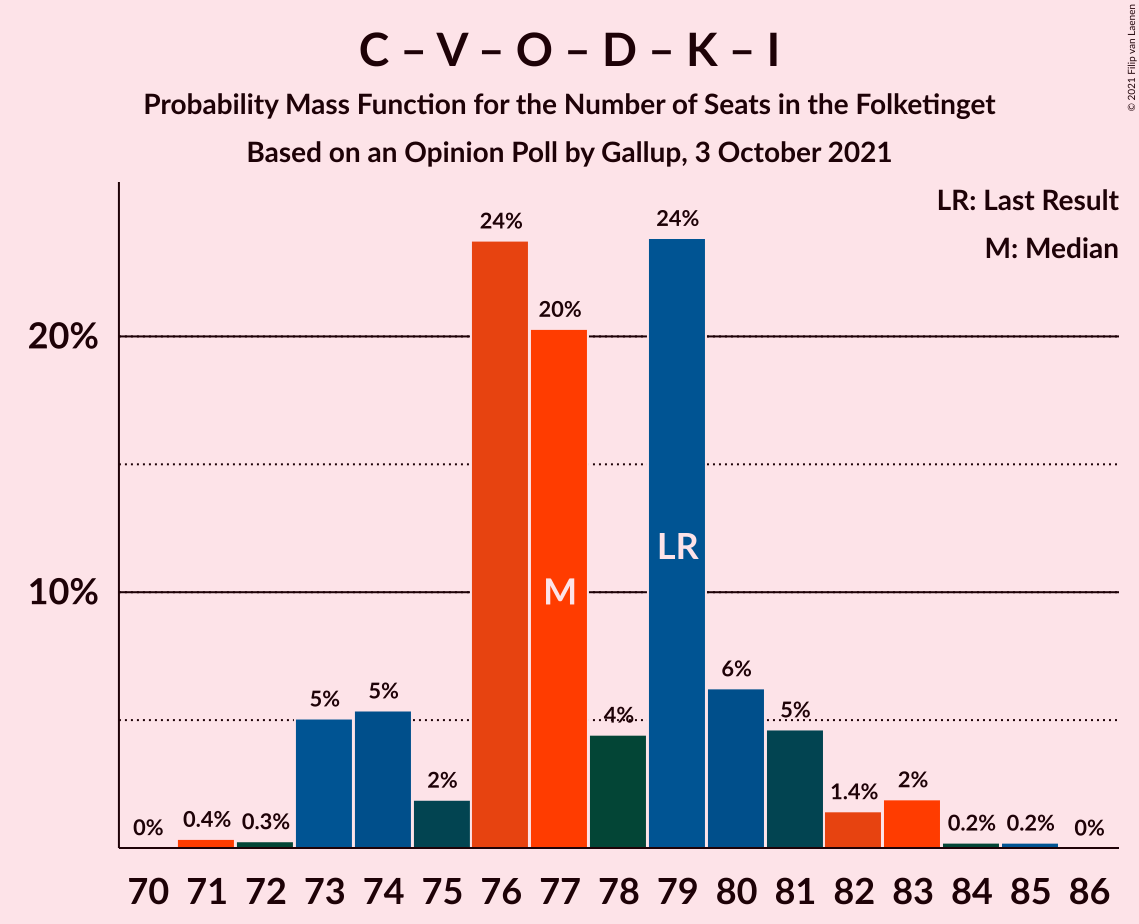 C – V – O – D – K – I
Probability Mass Function for the Number of Seats in the Folketinget
Based on an Opinion Poll by Gallup, 3 October 2021
© 2021 Filip van Laenen
LR: Last Result
M: Median
20%
10%
0%
0.4%
0.3%
5%
5%
2%
24%
20%
4%
24%
6%
5%
1.4%
2%
0.2%
0.2%
0%
M
LR
70 71 72 73 74 75 76 77 78 79 80 81 82 83 84 85 86